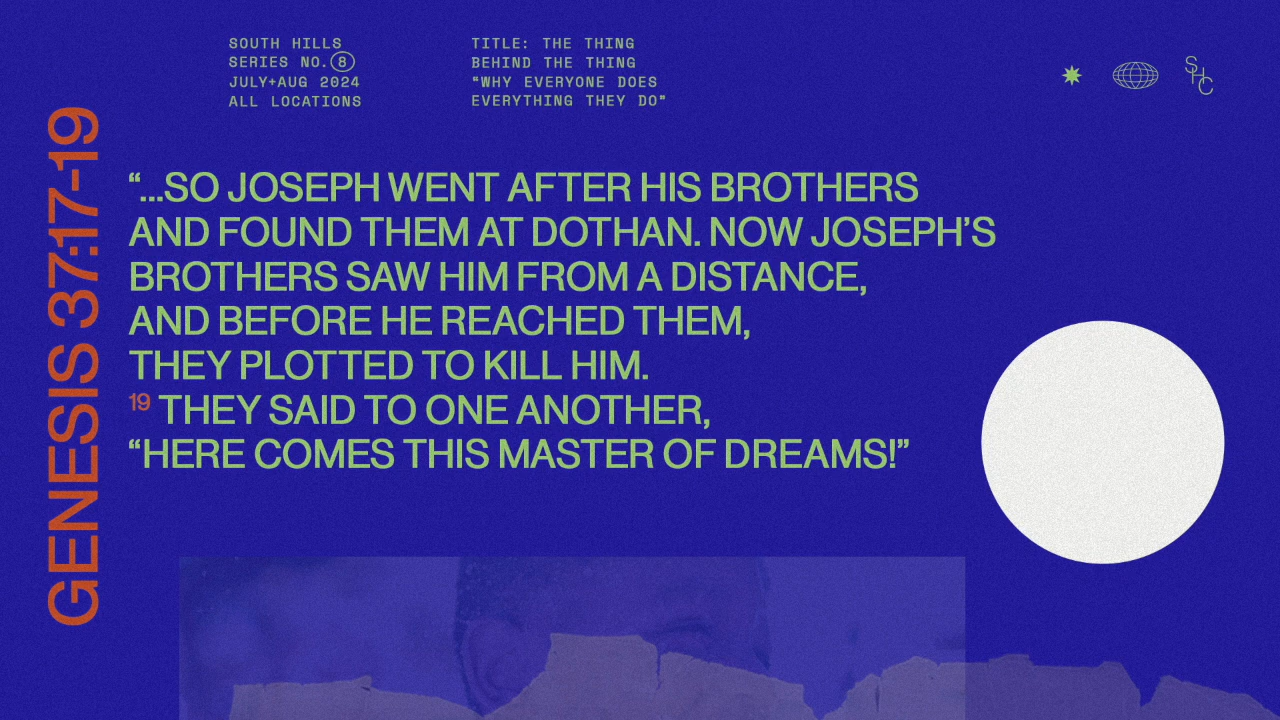 SOUTH HILLS
SERIES NO. 8
JULY+AUG 2024
ALL LOCATIONS
TITLE: THE THING
BEHIND THE THING
"WHY EVERYONE DOES
EVERYTHING THEY DO"
SHC
GENESIS 37:17-19
“...SO JOSEPH WENT AFTER HIS BROTHERS
AND FOUND THEM AT DOTHAN. NOW JOSEPH’S
BROTHERS SAW HIM FROM A DISTANCE,
AND BEFORE HE REACHED THEM,
THEY PLOTTED TO KILL HIM.
19 THEY SAID TO ONE ANOTHER,
“HERE COMES THIS MASTER OF DREAMS!”